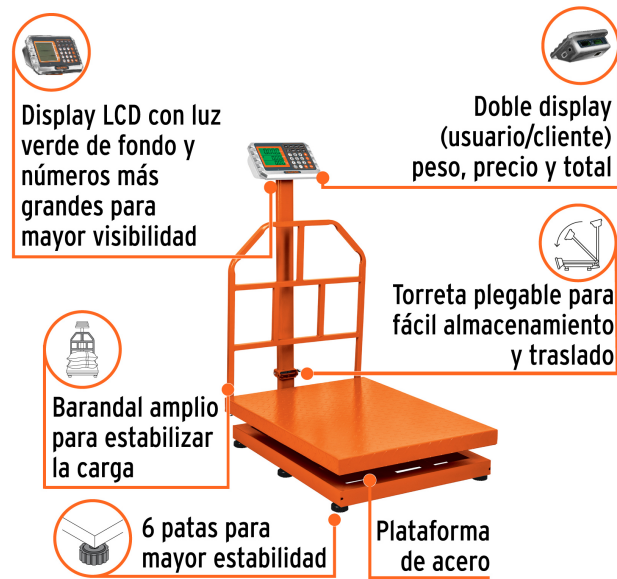 Display LCD con luz
verde de fondo y
números más
grandes para
mayor visibilidad
Doble display
(usuario/cliente)
peso, precio y total
Torreta plegable para
fácil almacenamiento
y traslado
Barandal amplio
para estabilizar
la carga
6 patas para
mayor estabilidad
Plataforma
de acero